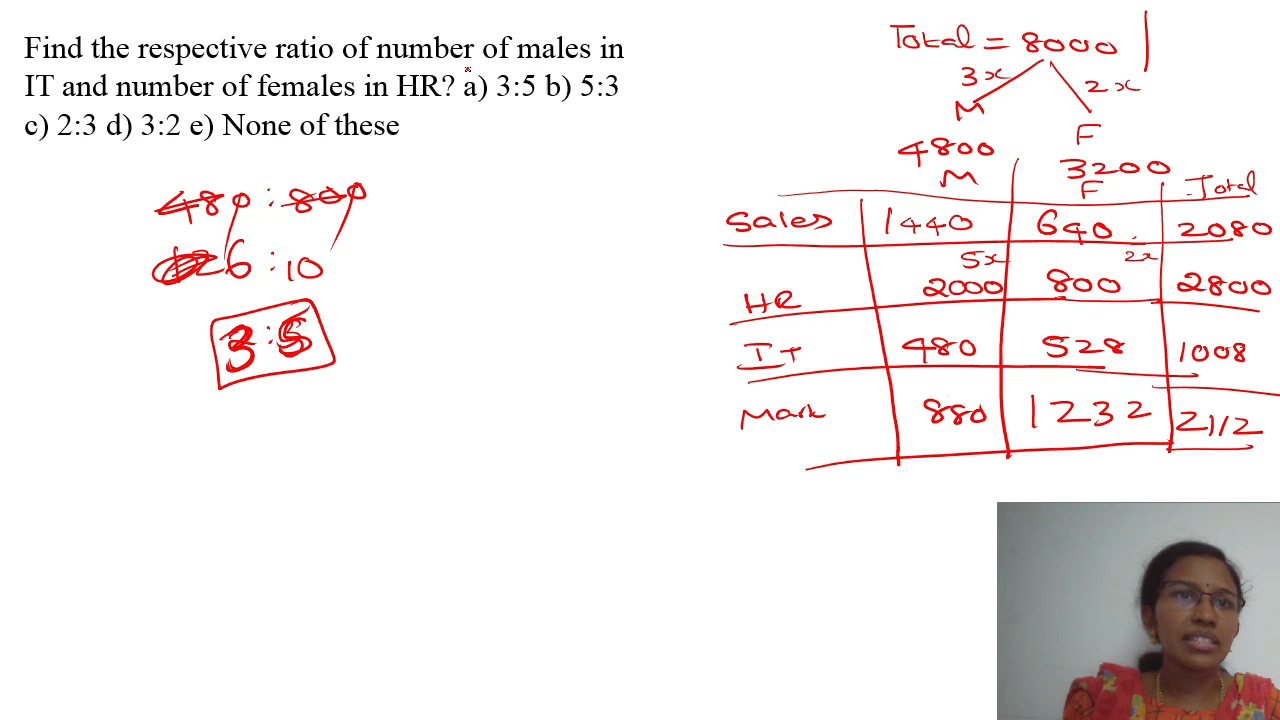 Find the respective ratio of number of males in
IT and number of females in HR? a) 3:5 b) 5:3
c) 2:3 d) 3:2 e) None of these
480 : 800
6 : 10
3 : 5
Total = 8000
3x 2x
M F
4800 3200
M F Total
Sales 1440 640 2080
5x 2x
HR 2000 800 2800
IT 480 528 1008
Mark 880 1232 2112